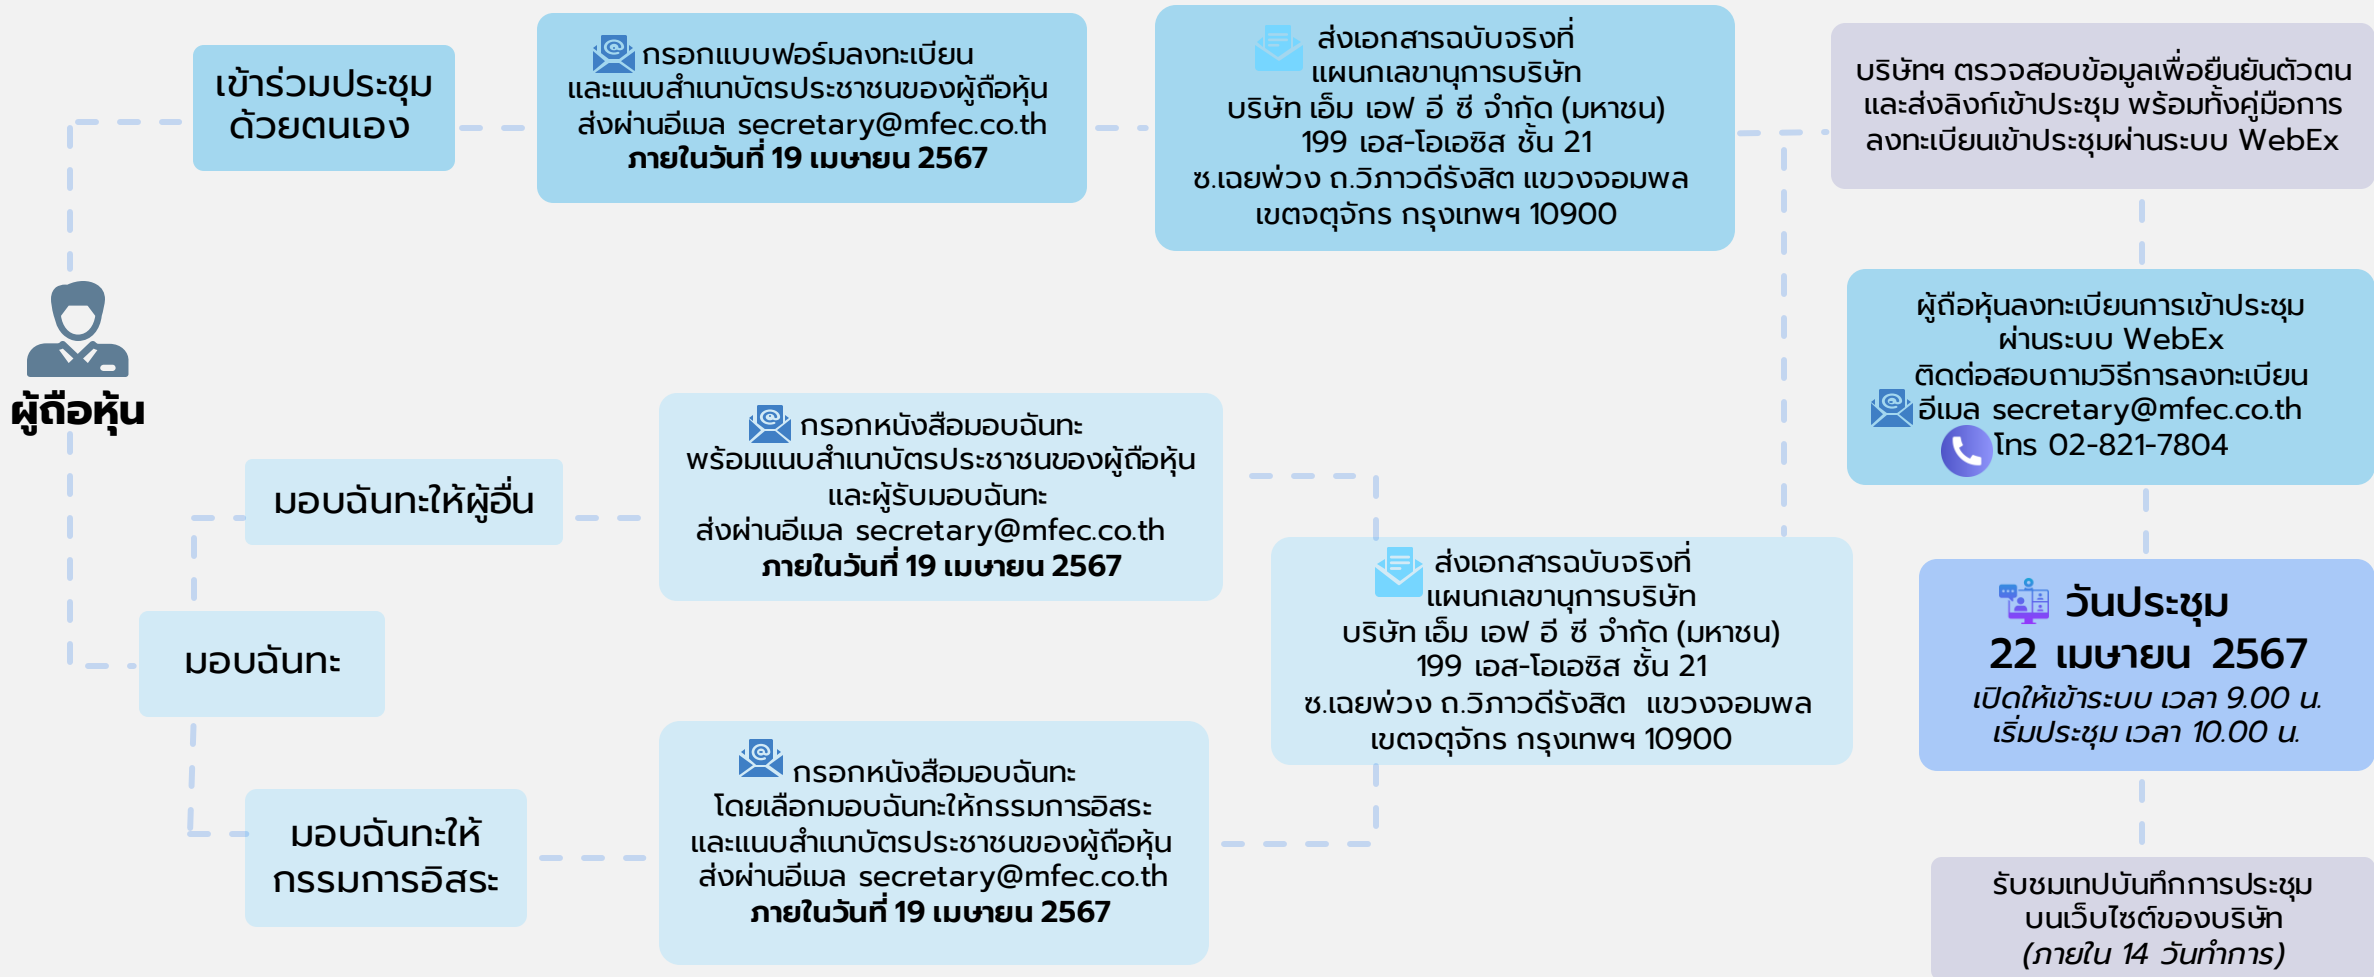 เข้าร่วมประชุม
ด้วยตนเอง
กรอกแบบฟอร์มลงทะเบียน
และแนบสำเนาบัตรประชาชนของผู้ถือหุ้น
ส่งผ่านอีเมล secretary@mfec.co.th
ภายในวันที่ 19 เมษายน 2567
ส่งเอกสารฉบับจริงที่
แผนกเลขานุการบริษัท
บริษัท เอ็ม เอฟ อี ซี จำกัด (มหาชน)
199 เอส-โอเอซิส ชั้น 21
ซ.เฉยพ่วง ถ.วิภาวดีรังสิต แขวงจอมพล
เขตจตุจักร กรุงเทพฯ 10900
บริษัทฯ ตรวจสอบข้อมูลเพื่อยืนยันตัวตน
และส่งลิงก์เข้าประชุม พร้อมทั้งคู่มือการ
ลงทะเบียนเข้าประชุมผ่านระบบ WebEx
ผู้ถือหุ้น
ผู้ถือหุ้นลงทะเบียนการเข้าประชุม
ผ่านระบบ WebEx
ติดต่อสอบถามวิธีการลงทะเบียน
อีเมล secretary@mfec.co.th
โทร 02-821-7804
มอบฉันทะให้ผู้อื่น
กรอกหนังสือมอบฉันทะ
พร้อมแนบสำเนาบัตรประชาชนของผู้ถือหุ้น
และผู้รับมอบฉันทะ
ส่งผ่านอีเมล secretary@mfec.co.th
ภายในวันที่ 19 เมษายน 2567
มอบฉันทะ
ส่งเอกสารฉบับจริงที่
แผนกเลขานุการบริษัท
บริษัท เอ็ม เอฟ อี ซี จำกัด (มหาชน)
199 เอส-โอเอซิส ชั้น 21
ซ.เฉยพ่วง ถ.วิภาวดีรังสิต แขวงจอมพล
เขตจตุจักร กรุงเทพฯ 10900
วันประชุม
22 เมษายน 2567
เปิดให้เข้าระบบ เวลา 9.00 น.
เริ่มประชุม เวลา 10.00 น.
มอบฉันทะให้
กรรมการอิสระ
กรอกหนังสือมอบฉันทะ
โดยเลือกมอบฉันทะให้กรรมการอิสระ
และแนบสำเนาบัตรประชาชนของผู้ถือหุ้น
ส่งผ่านอีเมล secretary@mfec.co.th
ภายในวันที่ 19 เมษายน 2567
รับชมเทปบันทึกการประชุม
บนเว็บไซต์ของบริษัท
(ภายใน 14 วันทำการ)